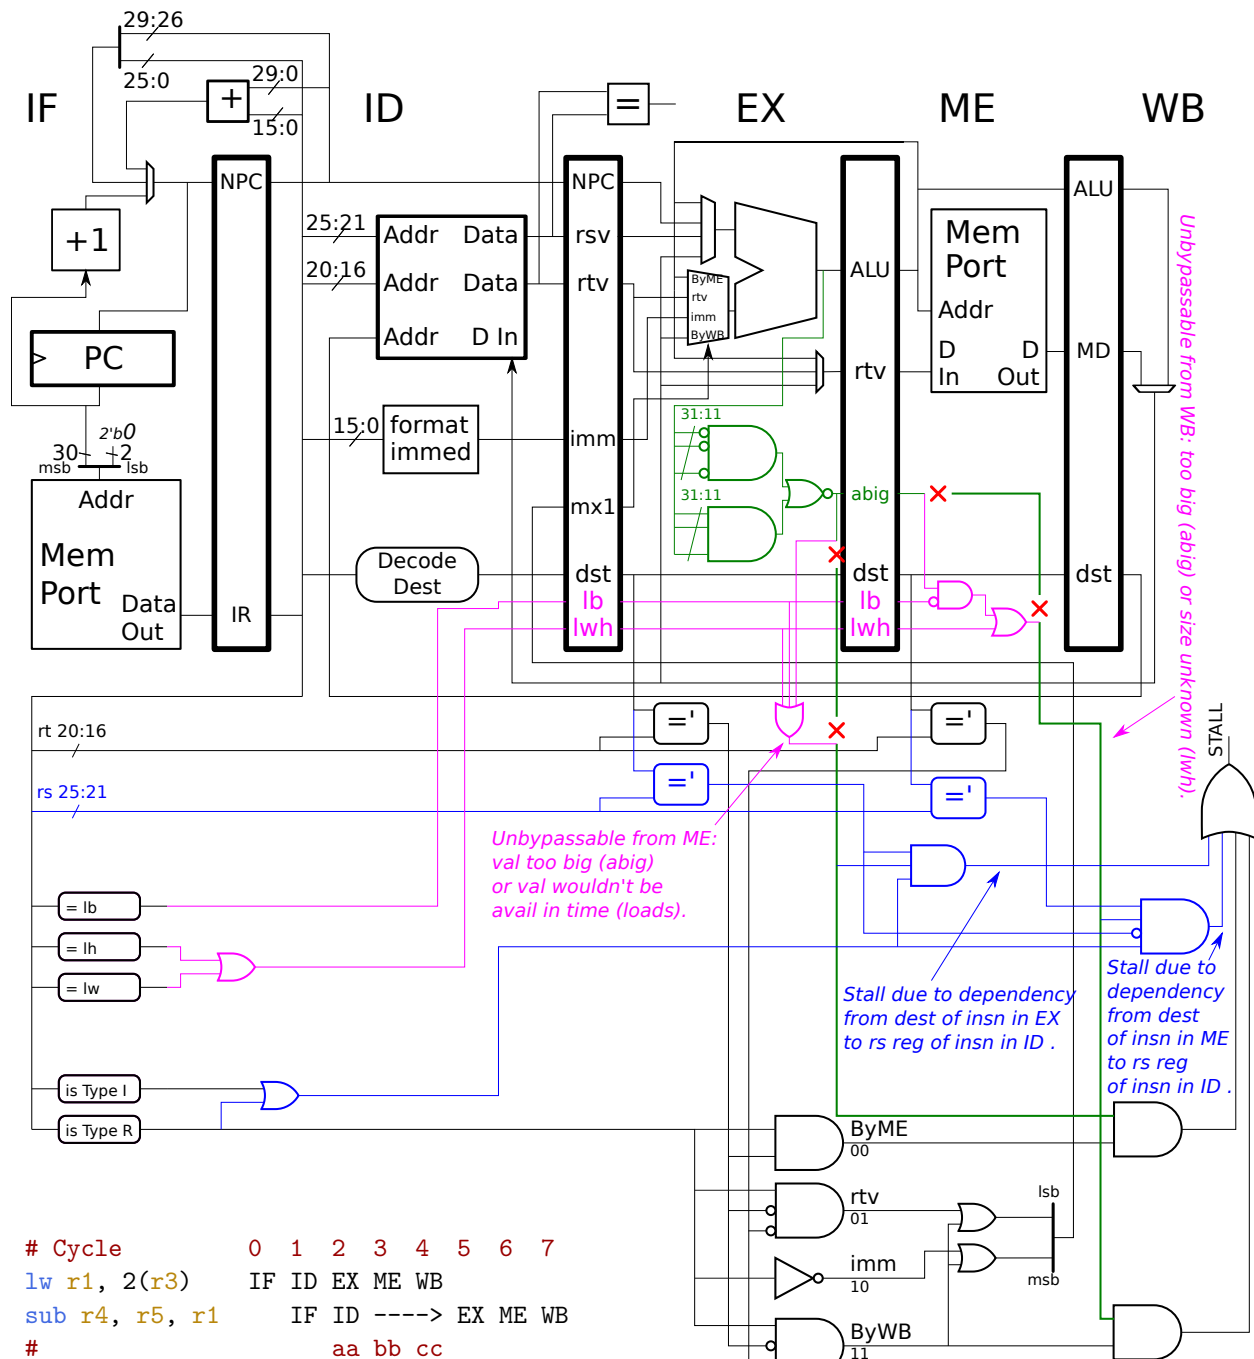 29:26
25:0
29:0
15:0
IF
ID
EX
ME
WB
+
=
NPC
+1
PC
2'b0
30
2
msb
lsb
Addr
Mem
Port
Data
Out
IR
25:21
20:16
Addr
Data
Addr
Data
Addr
D In
15:0
format
immed
Decode
Dest
NPC
rsv
rtv
imm
mx1
dst
lb
lwh
ByME
rtv
imm
ByWB
31:11
31:11
ALU
rtv
abig
dst
lb
lwh
Mem
Port
Addr
D
In
D
Out
ALU
MD
dst
Unbypassable from WB: too big (abig) or size unknown (lwh).
rt 20:16
rs 25:21
='
='
='
='
STALL
Unbypassable from ME:
val too big (abig)
or val wouldn't be
avail in time (loads).
= lb
= lh
= lw
is Type I
is Type R
Stall due to dependency
from dest of insn in EX
to rs reg of insn in ID .
Stall due to
dependency
from dest
of insn in ME
to rs reg
of insn in ID .
ByME
00
rtv
01
imm
10
ByWB
11
lsb
msb
# Cycle 0 1 2 3 4 5 6 7
lw r1, 2(r3) IF ID EX ME WB
sub r4, r5, r1 IF ID ----> EX ME WB
# aa bb cc